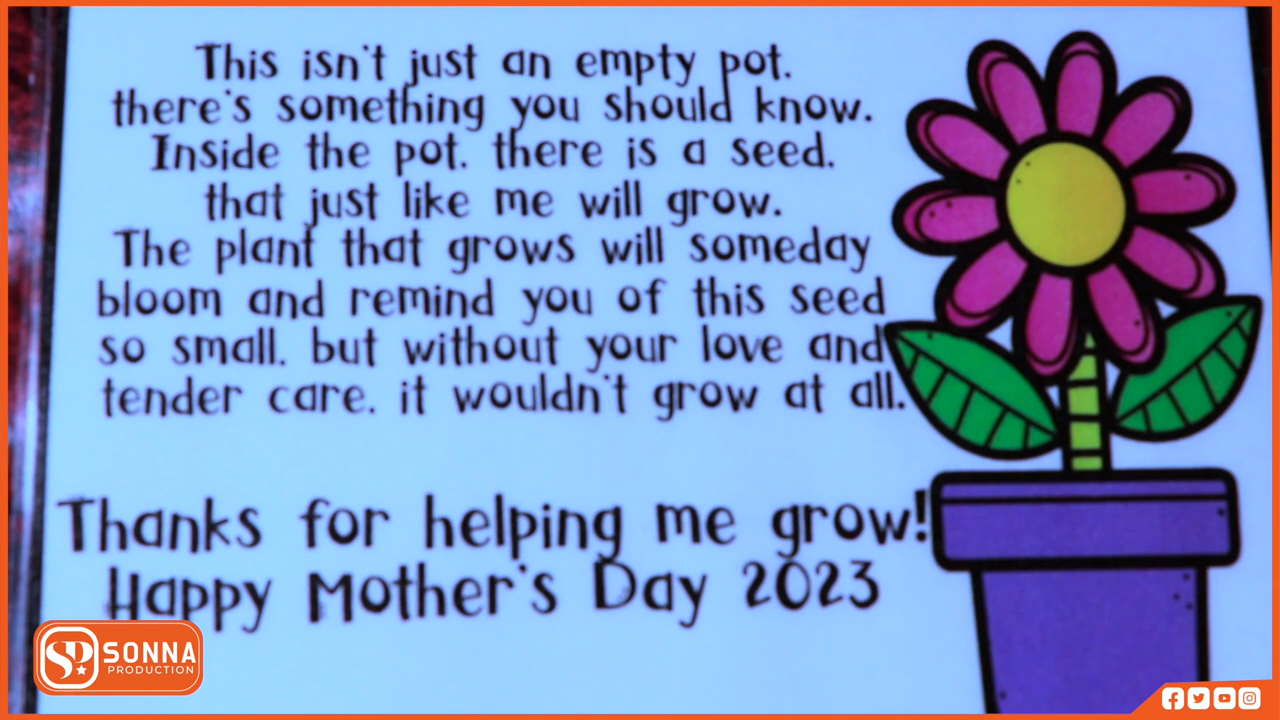 This isn't just an empty pot.
there's something you should know.
Inside the pot. there is a seed.
that just like me will grow.
The plant that grows will someday
bloom and remind you of this seed
so small. but without your love and
tender care. it wouldn't grow at all.
Thanks for helping me grow!
Happy Mother's Day 2023
SP SONNA
PRODUCTION